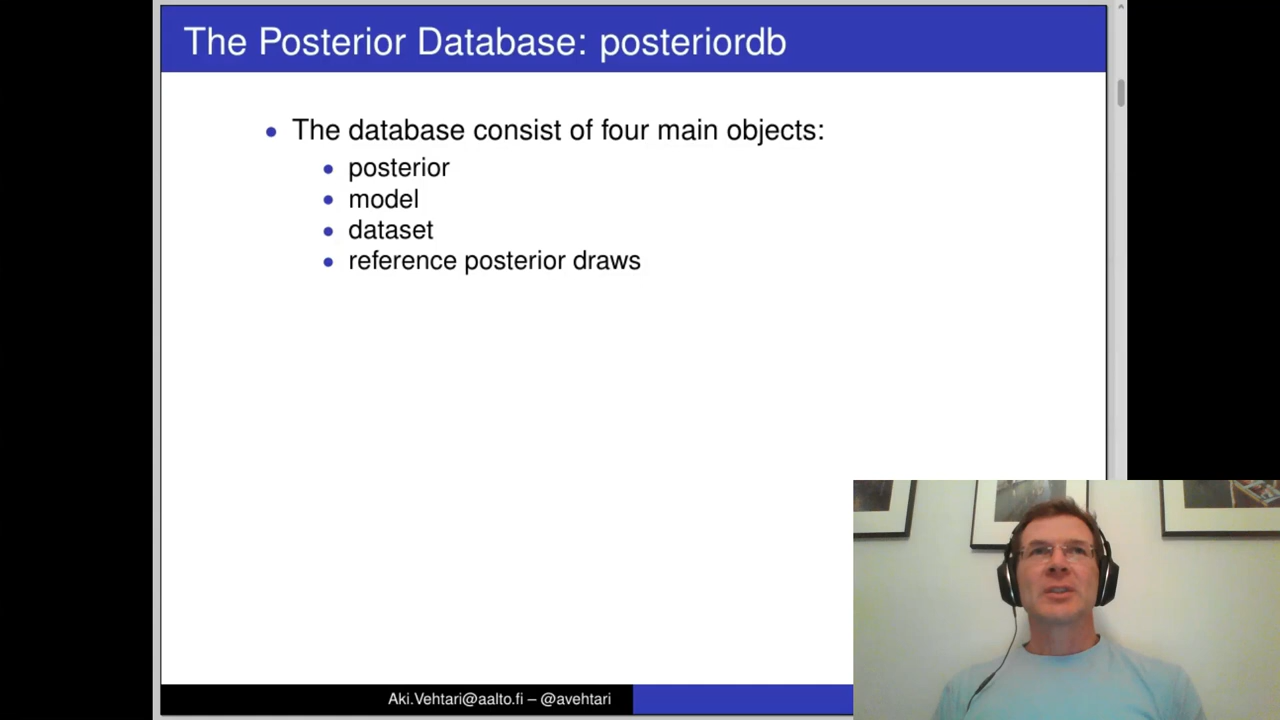 The Posterior Database: posteriordb
The database consist of four main objects:
posterior
model
dataset
reference posterior draws
Aki.Vehtari@aalto.fi – @avehtari